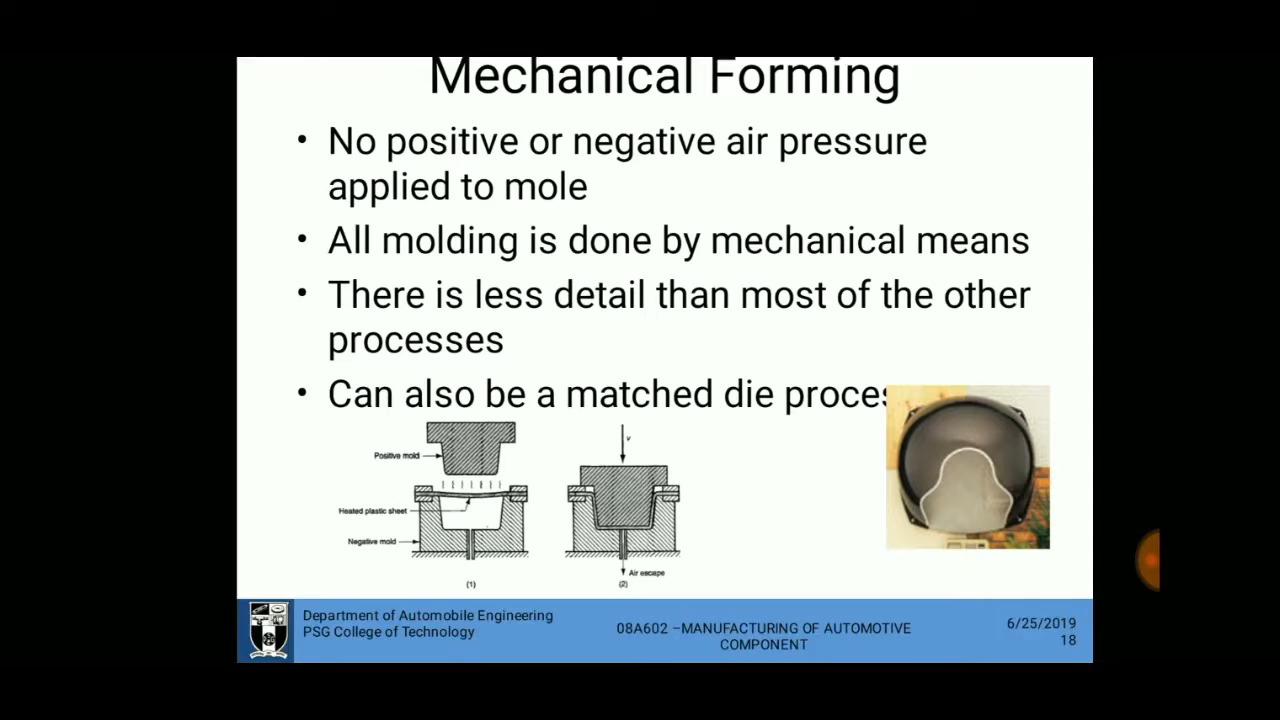 Mechanical Forming
• No positive or negative air pressure
applied to mole
• All molding is done by mechanical means
• There is less detail than most of the other
processes
• Can also be a matched die proces
Positive mold
Heated plastic sheet
Negative mold
(1)
v
Air escape
(2)
Department of Automobile Engineering
PSG College of Technology
08A602 –MANUFACTURING OF AUTOMOTIVE
COMPONENT
6/25/2019
18